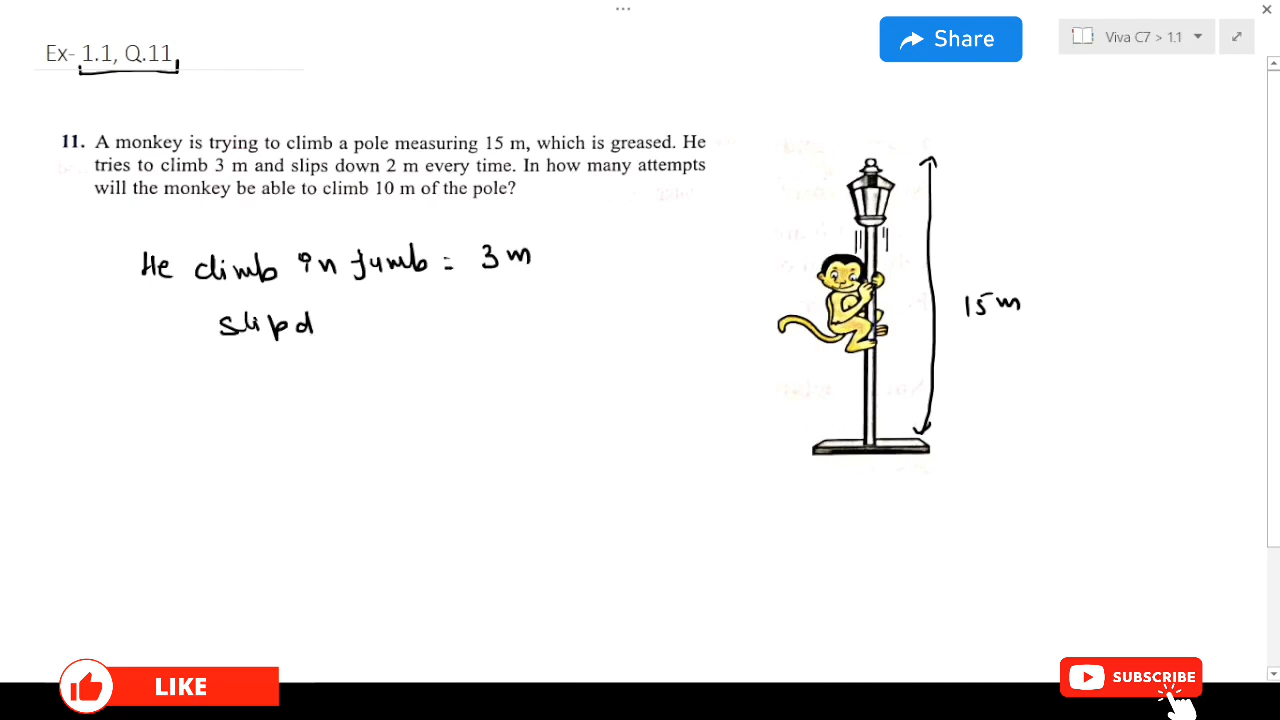 Ex- 1.1, Q.11
Share
Viva C7 > 1.1
11. A monkey is trying to climb a pole measuring 15 m, which is greased. He
tries to climb 3 m and slips down 2 m every time. In how many attempts
will the monkey be able to climb 10 m of the pole?
He climb in jumb = 3 m
slip d
15 m
LIKE
SUBSCRIBE